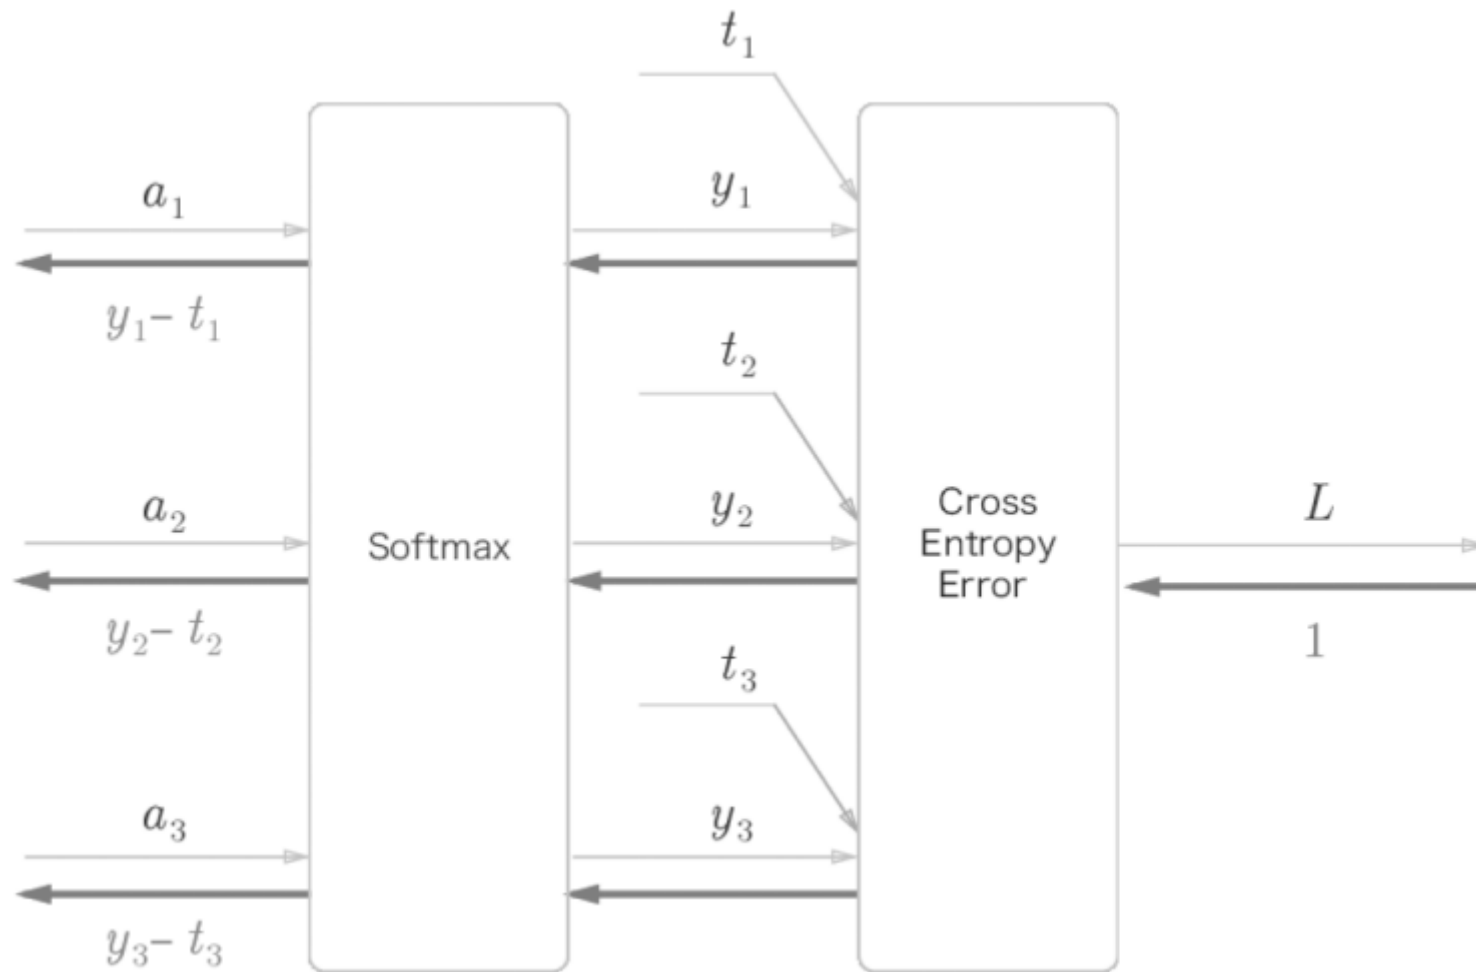 t₁
a₁
y₁
y₁− t₁
t₂
a₂
y₂
Softmax
Cross
Entropy
Error
L
y₂− t₂
1
t₃
a₃
y₃
y₃− t₃